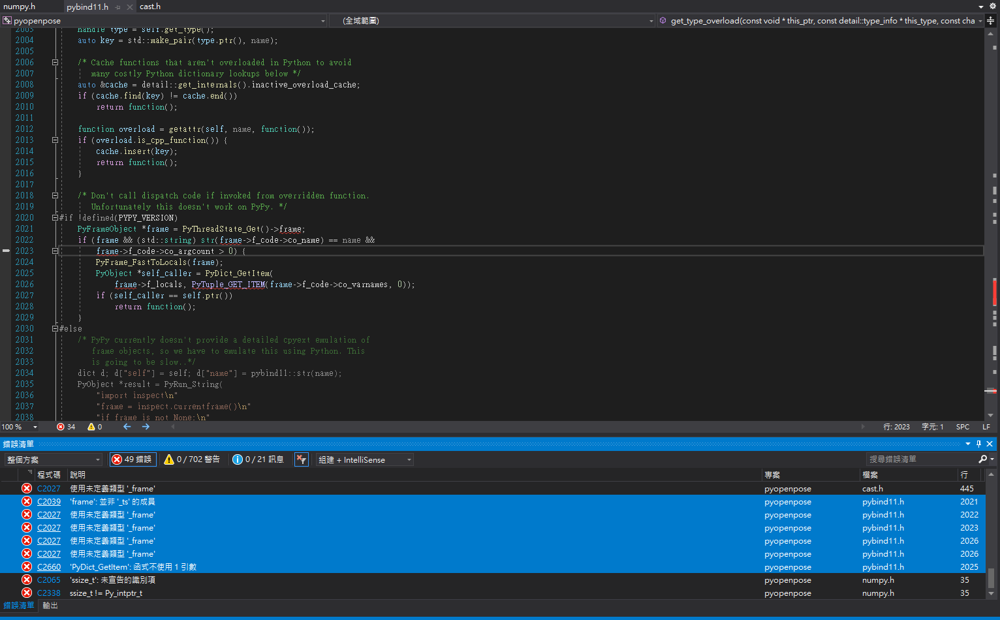 numpy.h pybind11.h cast.h
pyopenpose (全域範圍) get_type_overload(const void * this_ptr, const detail::type_info * this_type, const cha
2003 handle type = self.get_type();
2004 auto key = std::make_pair(type.ptr(), name);
2005
2006 /* Cache functions that aren't overloaded in Python to avoid
2007 many costly Python dictionary lookups below */
2008 auto &cache = detail::get_internals().inactive_overload_cache;
2009 if (cache.find(key) != cache.end())
2010 return function();
2011
2012 function overload = getattr(self, name, function());
2013 if (overload.is_cpp_function()) {
2014 cache.insert(key);
2015 return function();
2016 }
2017
2018 /* Don't call dispatch code if invoked from overridden function.
2019 Unfortunately this doesn't work on PyPy. */
2020 #if !defined(PYPY_VERSION)
2021 PyFrameObject *frame = PyThreadState_Get()->frame;
2022 if (frame && (std::string) str(frame->f_code->co_name) == name &&
2023 frame->f_code->co_argcount > 0) {
2024 PyFrame_FastToLocals(frame);
2025 PyObject *self_caller = PyDict_GetItem(
2026 frame->f_locals, PyTuple_GET_ITEM(frame->f_code->co_varnames, 0));
2027 if (self_caller == self.ptr())
2028 return function();
2029 }
2030 #else
2031 /* PyPy currently doesn't provide a detailed cpyext emulation of
2032 frame objects, so we have to emulate this using Python. This
2033 is going to be slow..*/
2034 dict d; d["self"] = self; d["name"] = pybind11::str(name);
2035 PyObject *result = PyRun_String(
2036 "import inspect\n"
2037 "frame = inspect.currentframe()\n"
2038 "if frame is not None:\n"
100 % 34 0 行: 2023 字元: 1 SPC LF
錯誤清單
整個方案 49 錯誤 0 / 702 警告 0 / 21 訊息 組建 + IntelliSense 搜尋錯誤清單
程式碼 說明 專案 檔案 行
C2027 使用未定義類型 '_frame' pyopenpose cast.h 445
C2039 'frame': 並非 '_ts' 的成員 pyopenpose pybind11.h 2021
C2027 使用未定義類型 '_frame' pyopenpose pybind11.h 2022
C2027 使用未定義類型 '_frame' pyopenpose pybind11.h 2023
C2027 使用未定義類型 '_frame' pyopenpose pybind11.h 2026
C2027 使用未定義類型 '_frame' pyopenpose pybind11.h 2026
C2660 'PyDict_GetItem': 函式不使用 1 引數 pyopenpose pybind11.h 2025
C2065 'ssize_t': 未宣告的識別項 pyopenpose numpy.h 35
C2338 ssize_t != Py_intptr_t pyopenpose numpy.h 35
錯誤清單 輸出